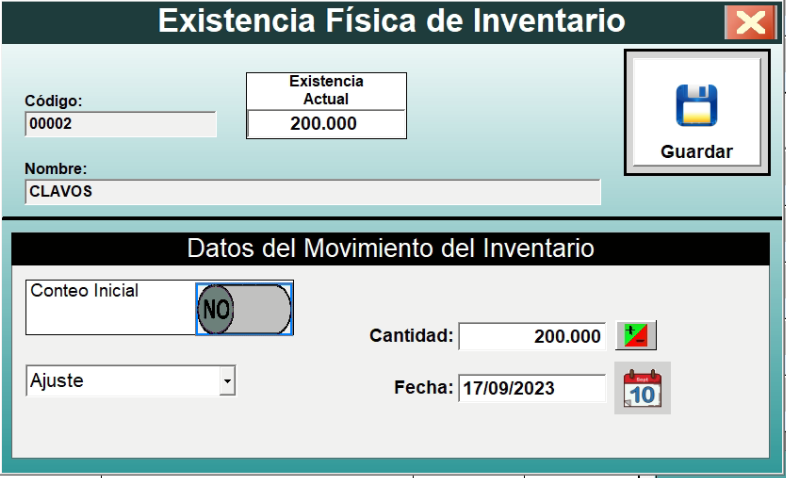 Existencia Física de Inventario
Código:
00002
Existencia
Actual
200.000
Guardar
Nombre:
CLAVOS
Datos del Movimiento del Inventario
Conteo Inicial
NO
Cantidad:
200.000
Ajuste
Fecha:
17/09/2023
10